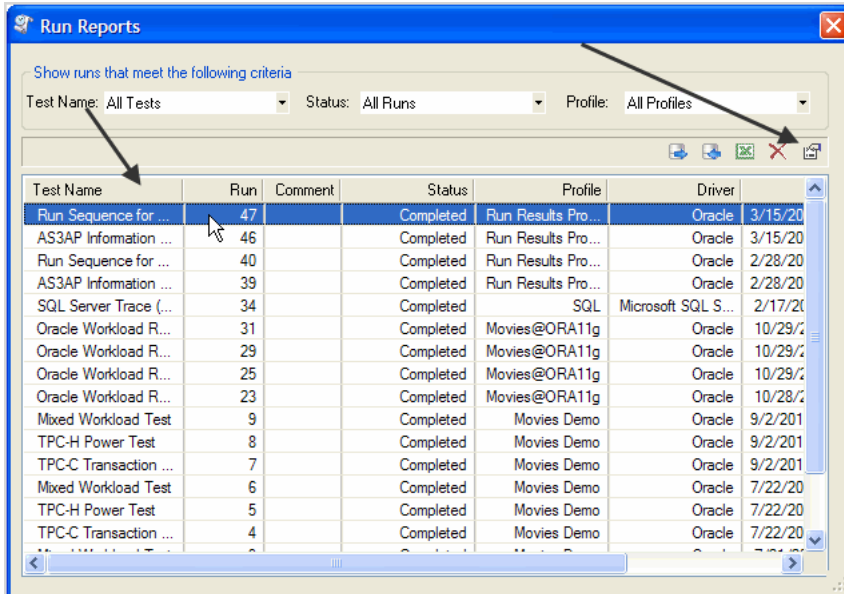 Run Reports
Show runs that meet the following criteria
Test Name: All Tests Status: All Runs Profile: All Profiles
Test Name Run Comment Status Profile Driver
Run Sequence for ... 47 Completed Run Results Pro... Oracle 3/15/20
AS3AP Information ... 46 Completed Run Results Pro... Oracle 3/15/20
Run Sequence for ... 40 Completed Run Results Pro... Oracle 2/28/20
AS3AP Information ... 39 Completed Run Results Pro... Oracle 2/28/20
SQL Server Trace (... 34 Completed SQL Microsoft SQL S... 2/17/20
Oracle Workload R... 31 Completed Movies@ORA11g Oracle 10/29/2
Oracle Workload R... 29 Completed Movies@ORA11g Oracle 10/29/2
Oracle Workload R... 25 Completed Movies@ORA11g Oracle 10/29/2
Oracle Workload R... 23 Completed Movies@ORA11g Oracle 10/28/2
Mixed Workload Test 9 Completed Movies Demo Oracle 9/2/201
TPC-H Power Test 8 Completed Movies Demo Oracle 9/2/201
TPC-C Transaction ... 7 Completed Movies Demo Oracle 9/2/201
Mixed Workload Test 6 Completed Movies Demo Oracle 7/22/20
TPC-H Power Test 5 Completed Movies Demo Oracle 7/22/20
TPC-C Transaction ... 4 Completed Movies Demo Oracle 7/22/20